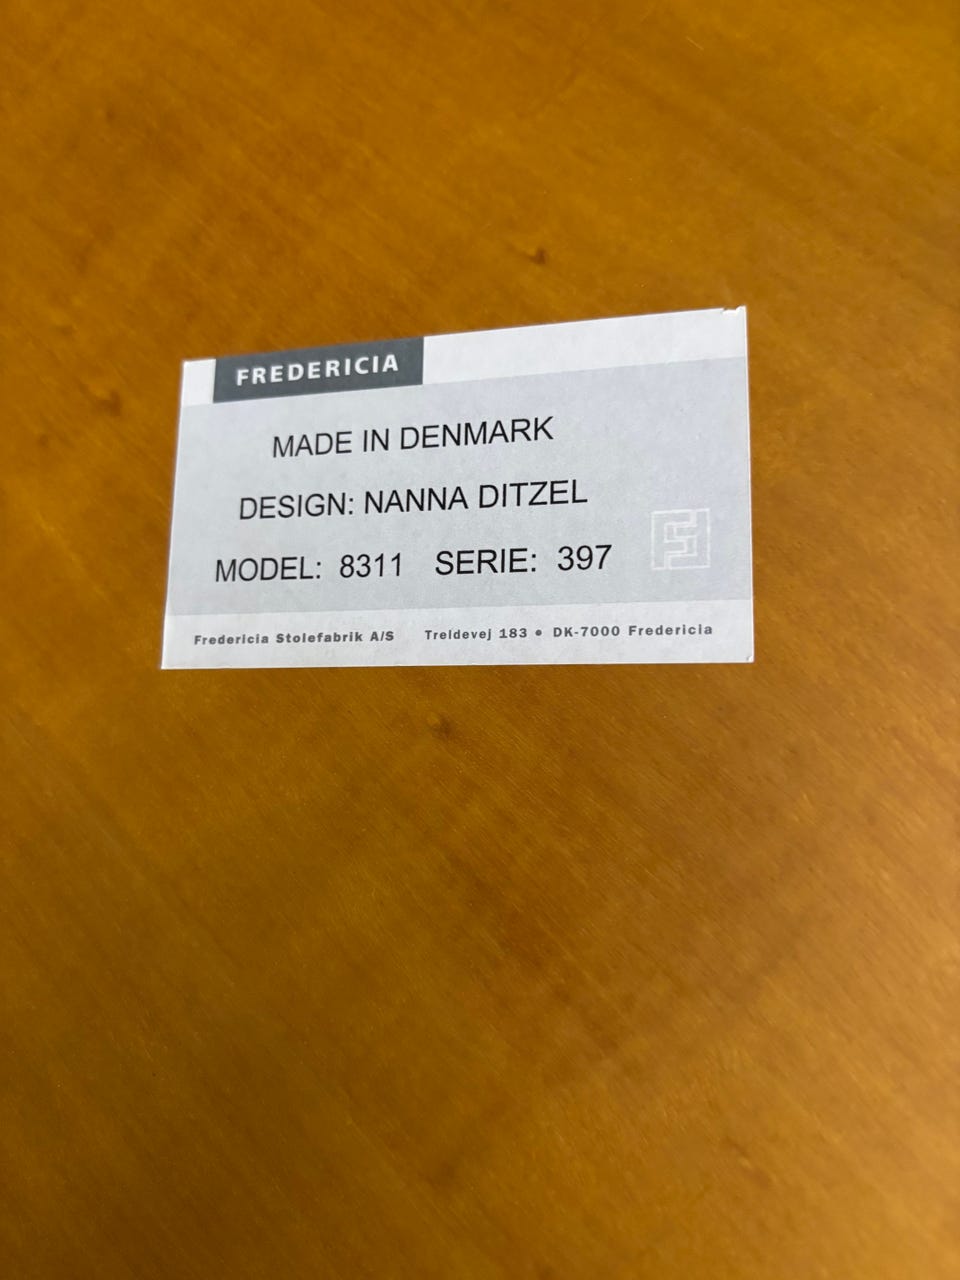 FREDERICIA
MADE IN DENMARK
DESIGN: NANNA DITZEL
MODEL: 8311 SERIE: 397
Fredericia Stolefabrik A/S Treldevej 183 • DK-7000 Fredericia